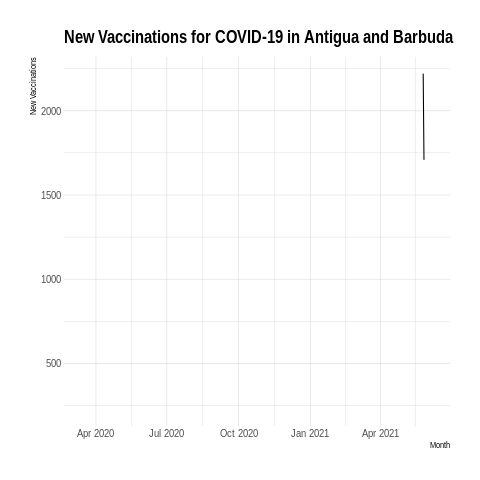 New Vaccinations for COVID-19 in Antigua and Barbuda
New Vaccinations
2000
1500
1000
500
Apr 2020 Jul 2020 Oct 2020 Jan 2021 Apr 2021
Month